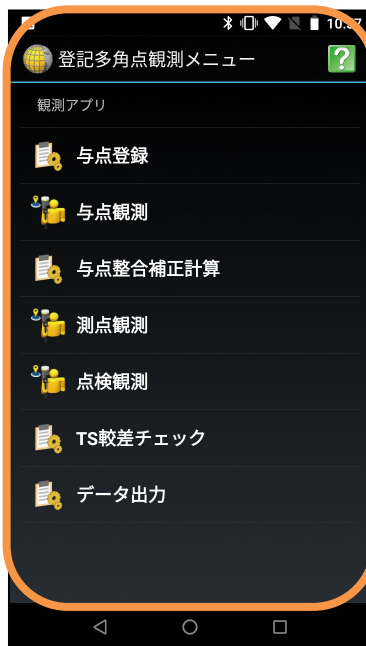 10:37
登記多角点観測メニュー
観測アプリ
与点登録
与点観測
与点整合補正計算
測点観測
点検観測
TS較差チェック
データ出力